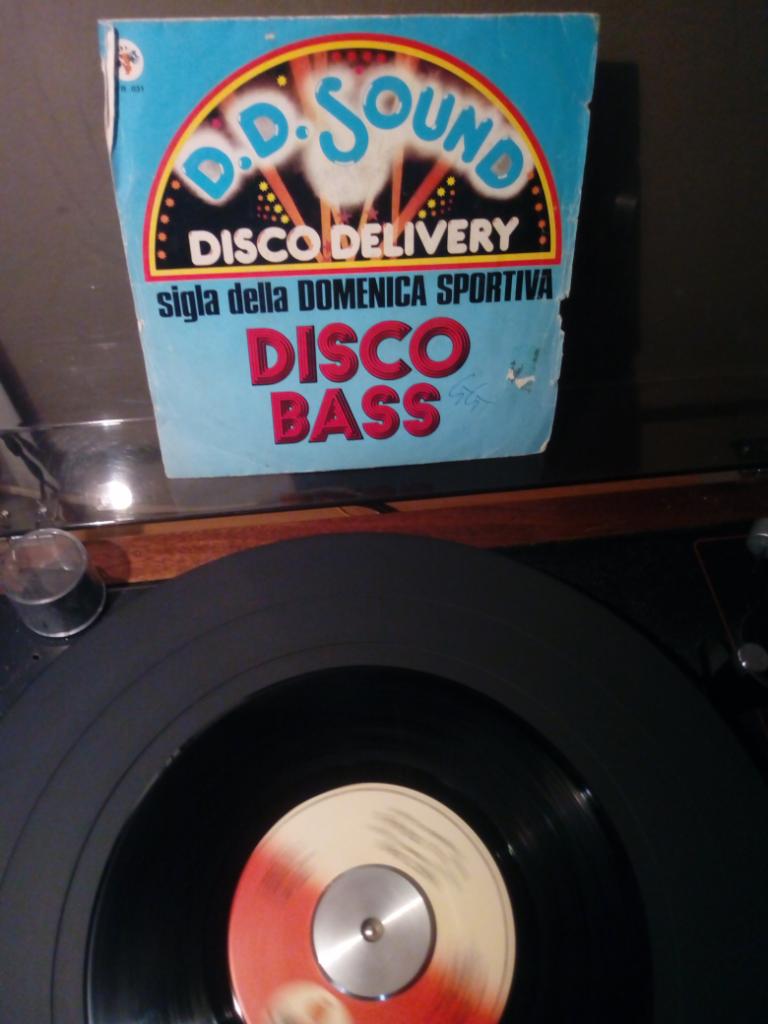 D.D. SOUND
DISCO DELIVERY
sigla della DOMENICA SPORTIVA
DISCO
BASS